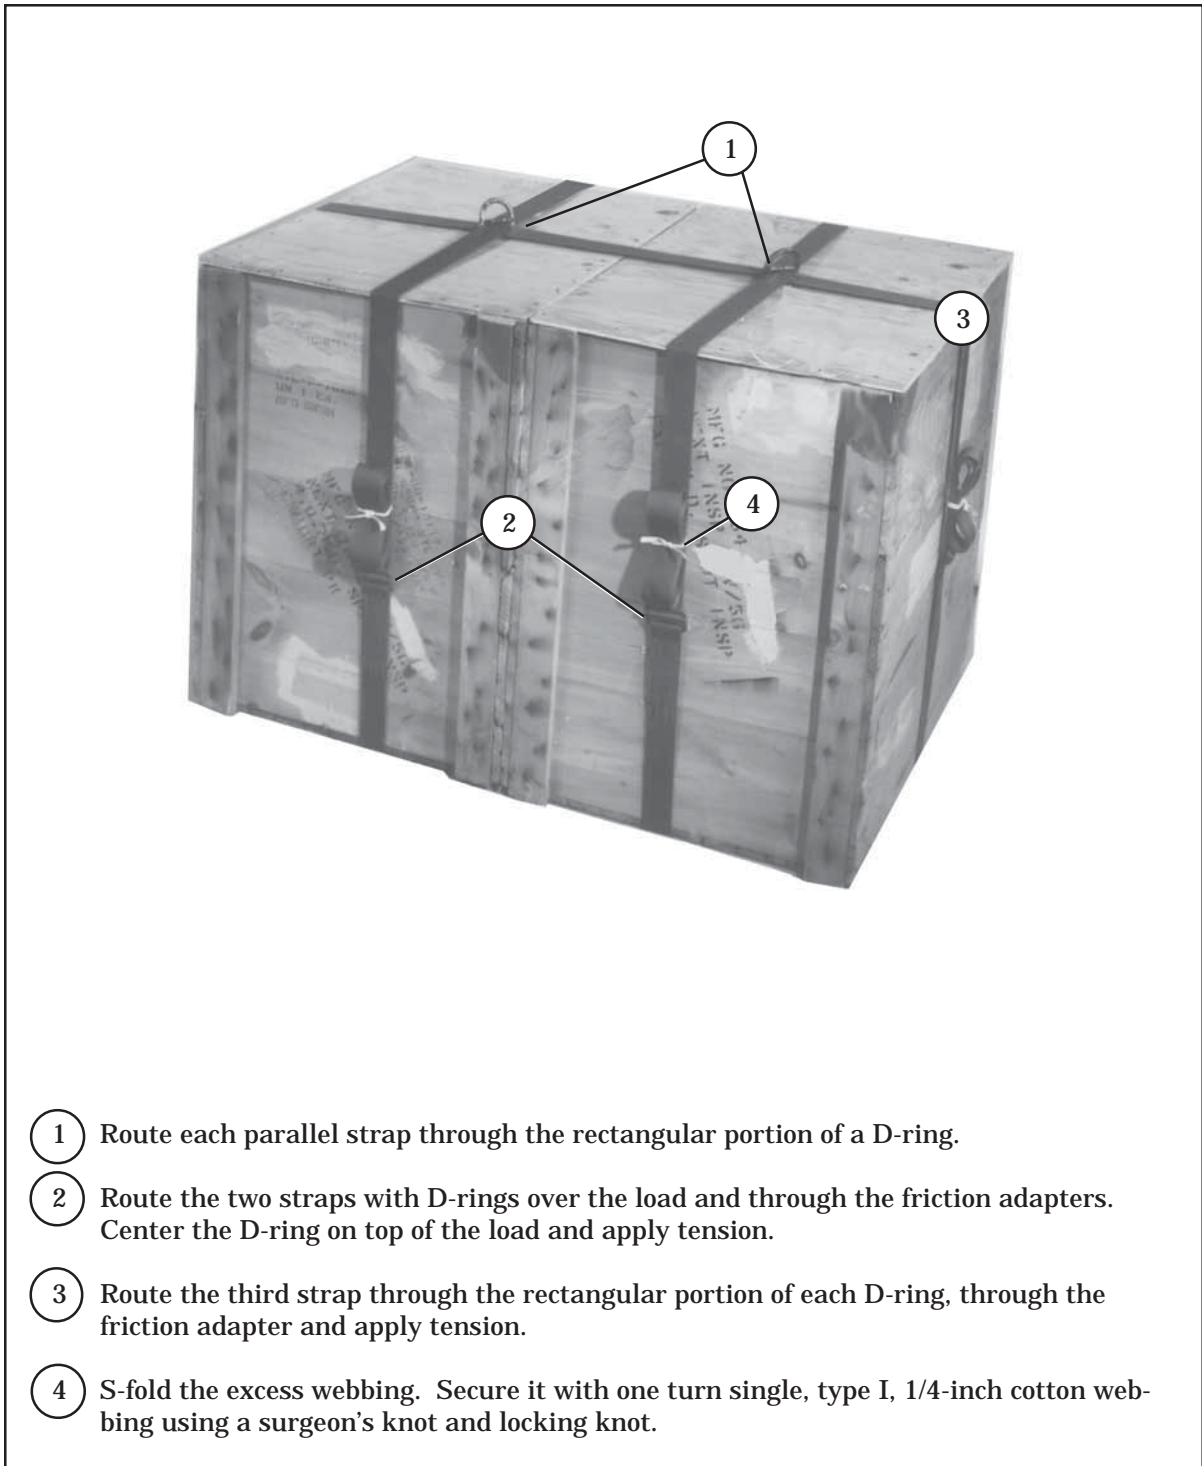 1
3
4
2
MFG
NEXT INSP
INSP
1 Route each parallel strap through the rectangular portion of a D-ring.
2 Route the two straps with D-rings over the load and through the friction adapters.
Center the D-ring on top of the load and apply tension.
3 Route the third strap through the rectangular portion of each D-ring, through the
friction adapter and apply tension.
4 S-fold the excess webbing.  Secure it with one turn single, type I, 1/4-inch cotton web-
bing using a surgeon's knot and locking knot.